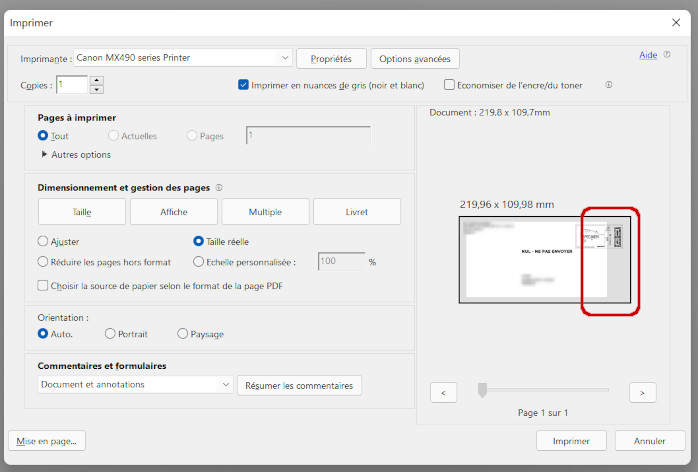 Imprimer
Imprimante : Canon MX490 series Printer Propriétés Options avancées Aide
Copies : 1 Imprimer en nuances de gris (noir et blanc) Economiser de l'encre/du toner
Pages à imprimer
Tout Actuelles Pages 1
Autres options
Dimensionnement et gestion des pages
Taille Affiche Multiple Livret
Ajuster Taille réelle
Réduire les pages hors format Echelle personnalisée : 100 %
Choisir la source de papier selon le format de la page PDF
Orientation :
Auto. Portrait Paysage
Commentaires et formulaires
Document et annotations Résumer les commentaires
Document : 219,8 x 109,7mm
219,96 x 109,98 mm
NUL - NE PAS ENVOYER
< >
Page 1 sur 1
Mise en page... Imprimer Annuler